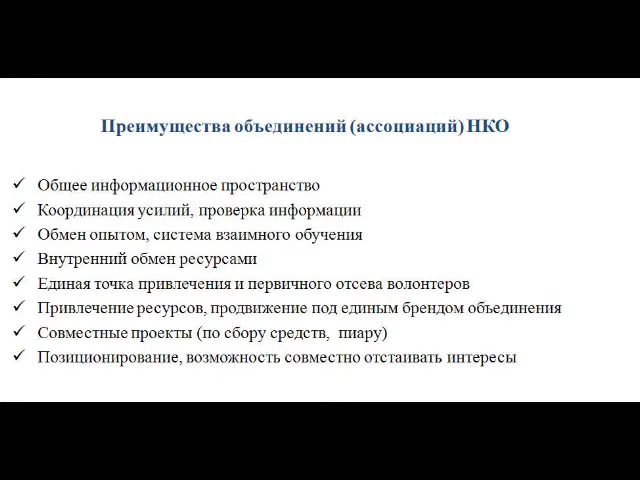 Преимущества объединений (ассоциаций) НКО
✓ Общее информационное пространство
✓ Координация усилий, проверка информации
✓ Обмен опытом, система взаимного обучения
✓ Внутренний обмен ресурсами
✓ Единая точка привлечения и первичного отсева волонтеров
✓ Привлечение ресурсов, продвижение под единым брендом объединения
✓ Совместные проекты (по сбору средств, пиару)
✓ Позиционирование, возможность совместно отстаивать интересы